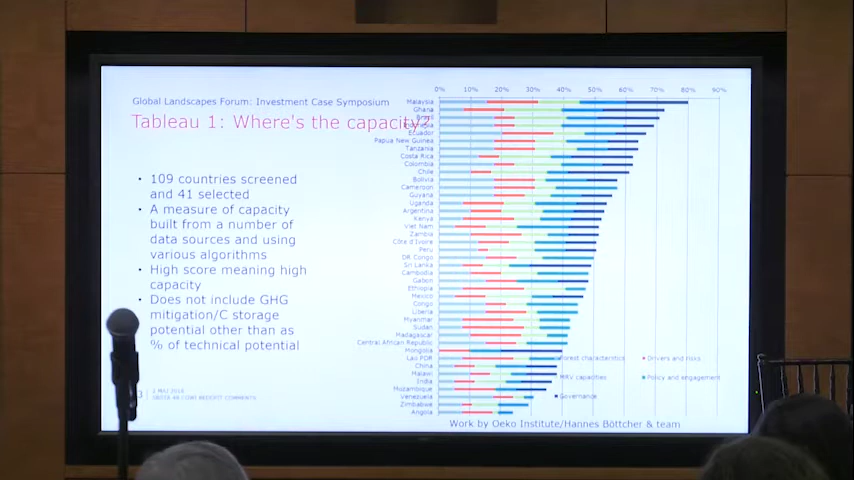 Global Landscapes Forum: Investment Case Symposium
Tableau 1: Where's the capacity?
• 109 countries screened
and 41 selected
• A measure of capacity
built from a number of
data sources and using
various algorithms
• High score meaning high
capacity
• Does not include GHG
mitigation/C storage
potential other than as
% of technical potential
0% 10% 20% 30% 40% 50% 60% 70% 80% 90%
Malaysia
Ghana
Brazil
Ecuador
Papua New Guinea
Tanzania
Costa Rica
Colombia
Chile
Bolivia
Cameroon
Guyana
Uganda
Argentina
Kenya
Viet Nam
Zambia
Côte d'Ivoire
Peru
DR Congo
Sri Lanka
Cambodia
Gabon
Ethiopia
Mexico
Congo
Liberia
Myanmar
Sudan
Madagascar
Central African Republic
Mongolia
Lao PDR
China
Malawi
India
Mozambique
Venezuela
Zimbabwe
Angola
Forest characteristics
Drivers and risks
MRV capacities
Policy and engagement
Governance
Work by Oeko Institute/Hannes Böttcher & team